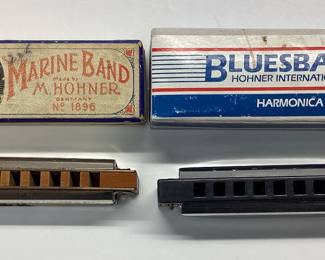 MARINE BAND
Made by
M. HOHNER
GERMANY
Nº 1896
BLUESBA
HOHNER INTERNATI
HARMONICA